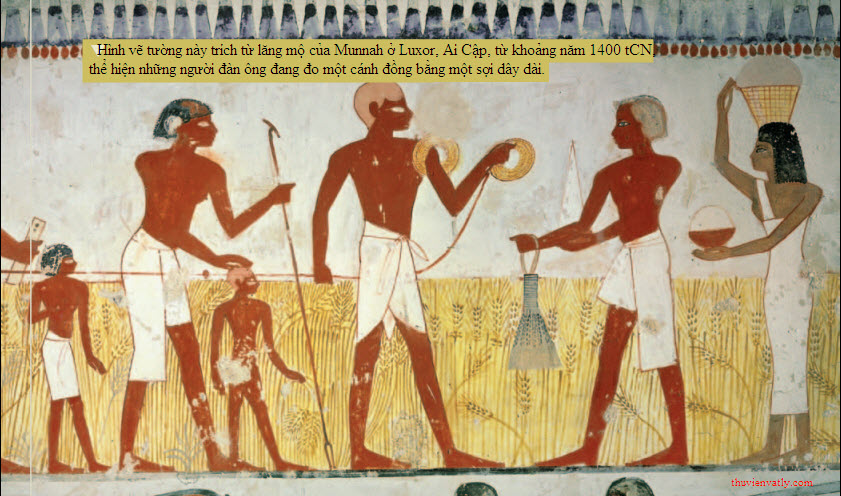 Hình vẽ tường này trích từ lăng mộ của Munnah ở Luxor, Ai Cập, từ khoảng năm 1400 tCN,
thể hiện những người đàn ông đang đo một cánh đồng bằng một sợi dây dài.
thuvienvatly.com